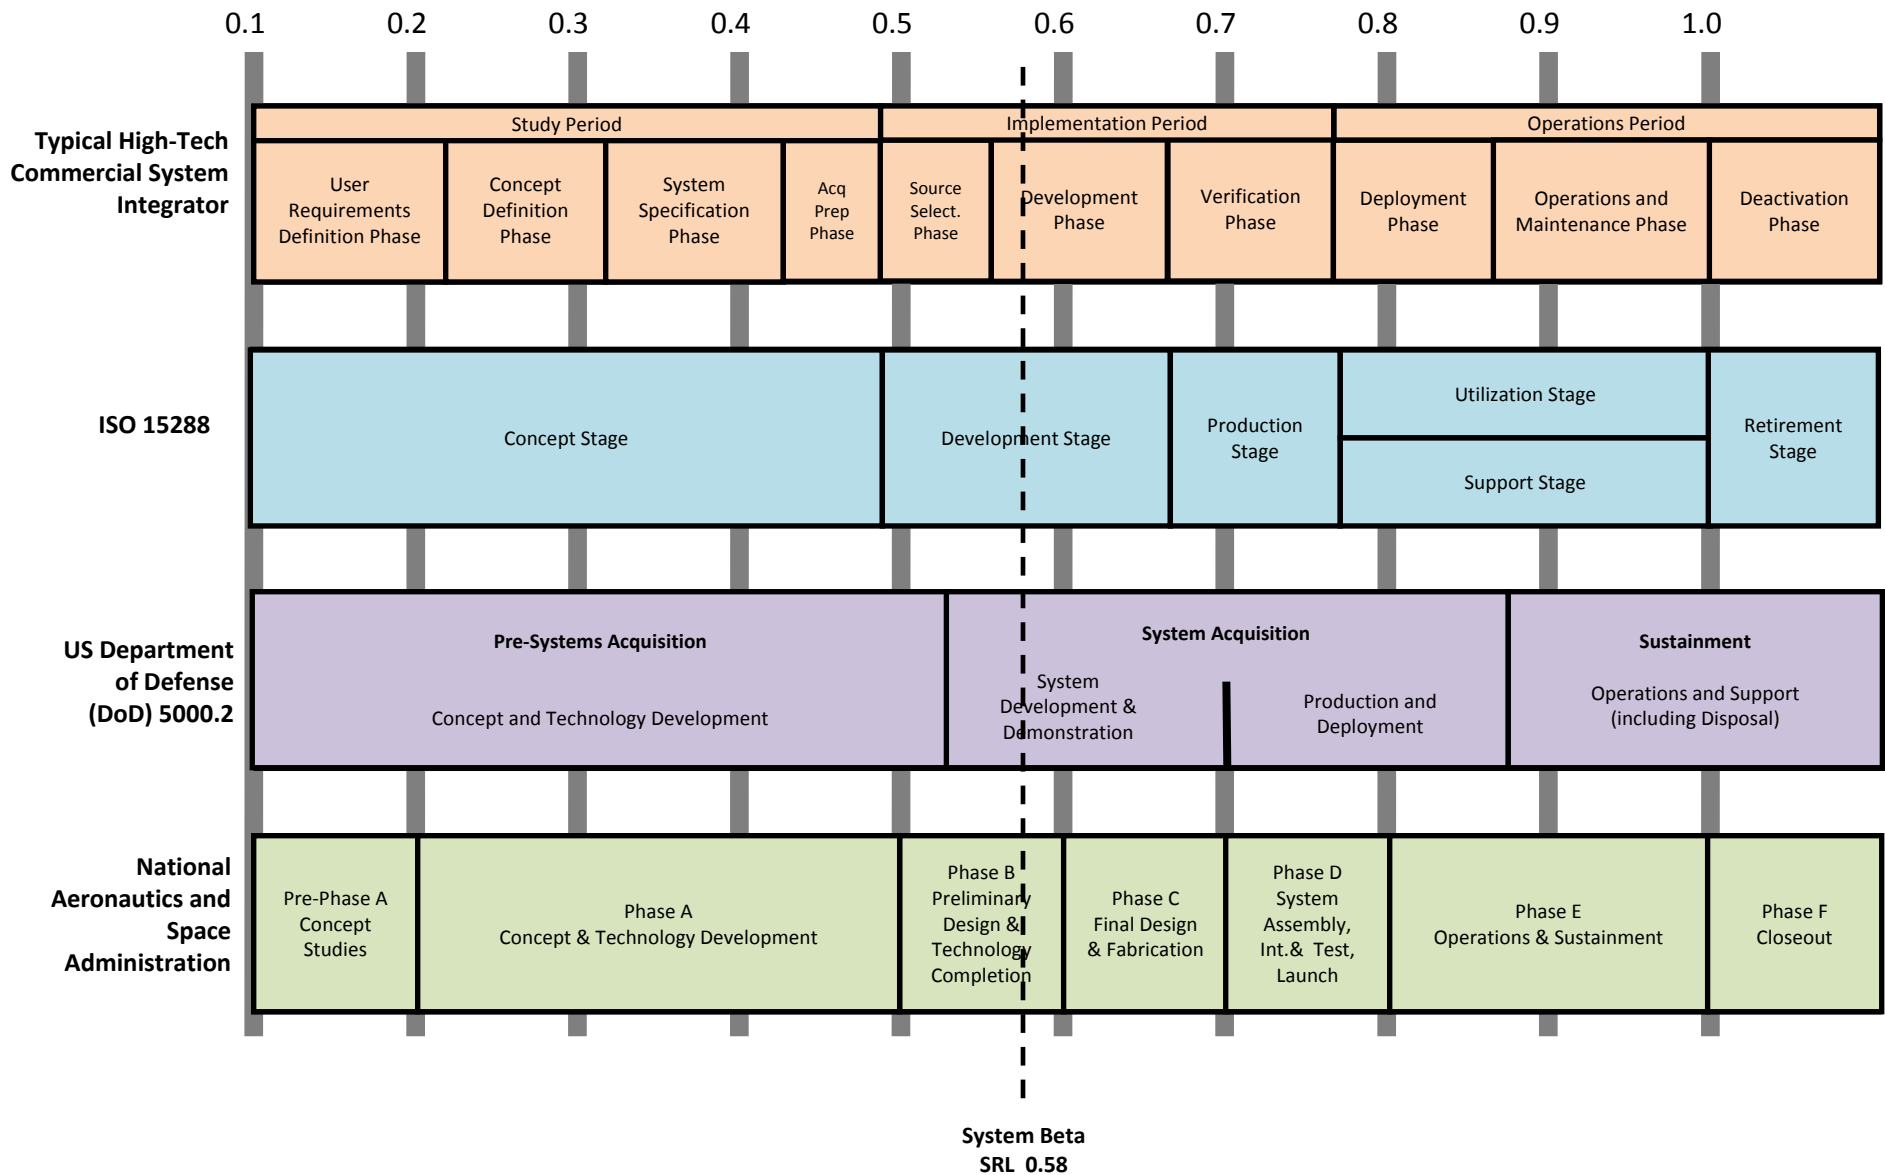 0.1 0.2 0.3 0.4 0.5 0.6 0.7 0.8 0.9 1.0
Typical High-Tech
Commercial System
Integrator
Study Period
Implementation Period
Operations Period
User
Requirements
Definition Phase
Concept
Definition
Phase
System
Specification
Phase
Acq
Prep
Phase
Source
Select.
Phase
Development
Phase
Verification
Phase
Deployment
Phase
Operations and
Maintenance Phase
Deactivation
Phase
ISO 15288
Concept Stage
Development Stage
Production
Stage
Utilization Stage
Support Stage
Retirement
Stage
US Department
of Defense
(DoD) 5000.2
Pre-Systems Acquisition
Concept and Technology Development
System Acquisition
System
Development &
Demonstration
Production and
Deployment
Sustainment
Operations and Support
(including Disposal)
National
Aeronautics and
Space
Administration
Pre-Phase A
Concept
Studies
Phase A
Concept & Technology Development
Phase B
Preliminary
Design &
Technology
Completion
Phase C
Final Design
& Fabrication
Phase D
System
Assembly,
Int.& Test,
Launch
Phase E
Operations & Sustainment
Phase F
Closeout
System Beta
SRL 0.58